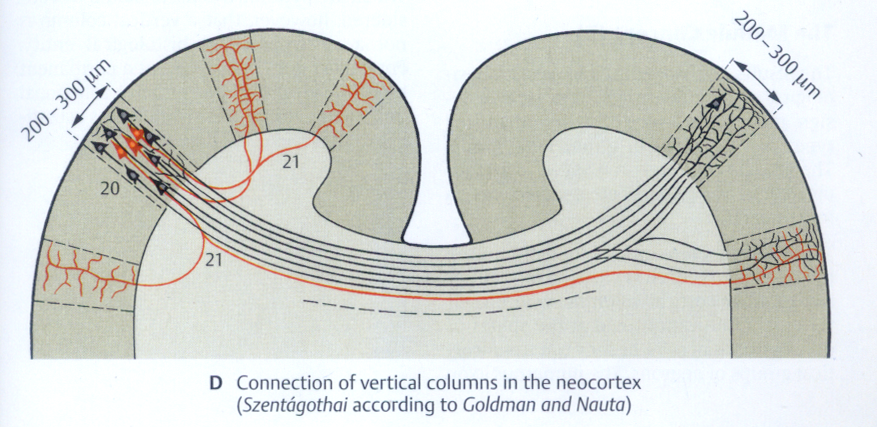 200–300 μm
200–300 μm
20
21
21
D Connection of vertical columns in the neocortex
(Szentágothai according to Goldman and Nauta)